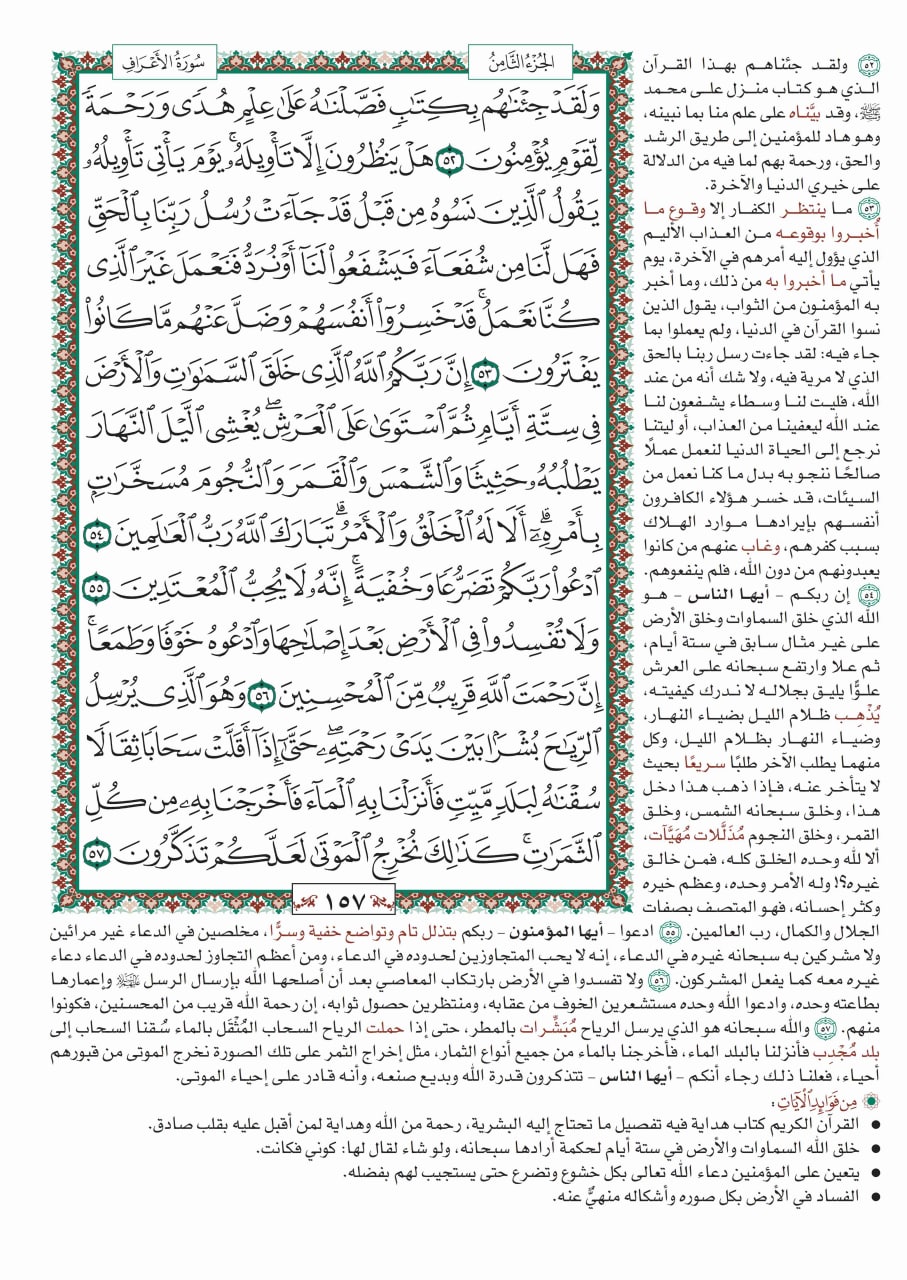 سُورَةُ الأَعْرَافِ
الجُزْءُ الثَّامِنُ
وَلَقَدْ جِئْنَٰهُم بِكِتَٰبٍ فَصَّلْنَٰهُ عَلَىٰ عِلْمٍ هُدًى وَرَحْمَةً
لِّقَوْمٍ يُؤْمِنُونَ ٥٢ هَلْ يَنظُرُونَ إِلَّا تَأْوِيلَهُۥۚ يَوْمَ يَأْتِى تَأْوِيلُهُۥ
يَقُولُ ٱلَّذِينَ نَسُوهُ مِن قَبْلُ قَدْ جَآءَتْ رُسُلُ رَبِّنَا بِٱلْحَقِّ
فَهَل لَّنَا مِن شُفَعَآءَ فَيَشْفَعُوا۟ لَنَآ أَوْ نُرَدُّ فَنَعْمَلَ غَيْرَ ٱلَّذِى
كُنَّا نَعْمَلُۚ قَدْ خَسِرُوٓا۟ أَنفُسَهُمْ وَضَلَّ عَنْهُم مَّا كَانُوا۟
يَفْتَرُونَ ٥٣ إِنَّ رَبَّكُمُ ٱللَّهُ ٱلَّذِى خَلَقَ ٱلسَّمَٰوَٰتِ وَٱلْأَرْضَ
فِى سِتَّةِ أَيَّامٍ ثُمَّ ٱسْتَوَىٰ عَلَى ٱلْعَرْشِۖ يُغْشِى ٱلَّيْلَ ٱلنَّهَارَ
يَطْلُبُهُۥ حَثِيثًا وَٱلشَّمْسَ وَٱلْقَمَرَ وَٱلنُّجُومَ مُسَخَّرَٰتٍۭ
بِأَمْرِهِۦٓۗ أَلَا لَهُ ٱلْخَلْقُ وَٱلْأَمْرُۗ تَبَارَكَ ٱللَّهُ رَبُّ ٱلْعَٰلَمِينَ ٥٤
ٱدْعُوا۟ رَبَّكُمْ تَضَرُّعًا وَخُفْيَةًۚ إِنَّهُۥ لَا يُحِبُّ ٱلْمُعْتَدِينَ ٥٥
وَلَا تُفْسِدُوا۟ فِى ٱلْأَرْضِ بَعْدَ إِصْلَٰحِهَا وَٱدْعُوهُ خَوْفًا وَطَمَعًاۚ
إِنَّ رَحْمَتَ ٱللَّهِ قَرِيبٌ مِّنَ ٱلْمُحْسِنِينَ ٥٦ وَهُوَ ٱلَّذِى يُرْسِلُ
ٱلرِّيَٰحَ بُشْرًۢا بَيْنَ يَدَىْ رَحْمَتِهِۦۖ حَتَّىٰٓ إِذَآ أَقَلَّتْ سَحَابًا ثِقَالًا
سُقْنَٰهُ لِبَلَدٍ مَّيِّتٍ فَأَنزَلْنَا بِهِ ٱلْمَآءَ فَأَخْرَجْنَا بِهِۦ مِن كُلِّ
ٱلثَّمَرَٰتِۚ كَذَٰلِكَ نُخْرِجُ ٱلْمَوْتَىٰ لَعَلَّكُمْ تَذَكَّرُونَ ٥٧
١٥٧
٥٢ ولقد جئناهم بهذا القرآن
الذي هو كتاب منزل على محمد
ﷺ، وقد بيَّناه على علم منا بما نبينه،
وهو هاد للمؤمنين إلى طريق الرشد
والحق، ورحمة بهم لما فيه من الدلالة
على خيري الدنيا والآخرة.
٥٣ ما ينتظر الكفار إلا وقوع ما
أُخبروا بوقوعه من العذاب الأليم
الذي يؤول إليه أمرهم في الآخرة، يوم
يأتي ما أخبروا به من ذلك، وما أخبر
به المؤمنون من الثواب، يقول الذين
نسوا القرآن في الدنيا، ولم يعملوا بما
جاء فيه: لقد جاءت رسل ربنا بالحق
الذي لا مرية فيه، ولا شك أنه من عند
الله، فليت لنا وسطاء يشفعون لنا
عند الله ليعفينا من العذاب، أو ليتنا
نرجع إلى الحياة الدنيا لنعمل عملًا
صالحًا ننجو به بدل ما كنا نعمل من
السيئات، قد خسر هؤلاء الكافرون
أنفسهم بإيرادها موارد الهلاك
بسبب كفرهم، وغاب عنهم من كانوا
يعبدونهم من دون الله، فلم ينفعوهم.
٥٤ إن ربكم - أيها الناس - هو
الله الذي خلق السماوات وخلق الأرض
على غير مثال سابق في ستة أيام،
ثم علا وارتفع سبحانه على العرش
علوًّا يليق بجلاله لا ندرك كيفيته،
يُذْهِب ظلام الليل بضياء النهار،
وضياء النهار بظلام الليل، وكل
منهما يطلب الآخر طلبًا سريعًا بحيث
لا يتأخر عنه، فإذا ذهب هذا دخل
هذا، وخلق سبحانه الشمس، وخلق
القمر، وخلق النجوم مُذَلَّلات مُهَيَّآت،
ألا لله وحده الخلق كله، فمن خالق
غيره؟! وله الأمر وحده، وعظم خيره
وكثر إحسانه، فهو المتصف بصفات
الجلال والكمال، رب العالمين. ٥٥ ادعوا - أيها المؤمنون - ربكم بتذلل تام وتواضع خفية وسرًّا، مخلصين في الدعاء غير مرائين
ولا مشركين به سبحانه غيره في الدعاء، إنه لا يحب المتجاوزين لحدوده في الدعاء، ومن أعظم التجاوز لحدوده في الدعاء دعاء
غيره معه كما يفعل المشركون. ٥٦ ولا تفسدوا في الأرض بارتكاب المعاصي بعد أن أصلحها الله بإرسال الرسل ﷺ وإعمارها
بطاعته وحده، وادعوا الله وحده مستشعرين الخوف من عقابه، ومنتظرين حصول ثوابه، إن رحمة الله قريب من المحسنين، فكونوا
منهم. ٥٧ والله سبحانه هو الذي يرسل الرياح مُبَشِّرات بالمطر، حتى إذا حملت الرياح السحاب المُثْقَل بالماء سُقنا السحاب إلى
بلد مُجْدِب فأنزلنا بالبلد الماء، فأخرجنا بالماء من جميع أنواع الثمار، مثل إخراج الثمر على تلك الصورة نخرج الموتى من قبورهم
أحياء، فعلنا ذلك رجاء أنكم - أيها الناس - تتذكرون قدرة الله وبديع صنعه، وأنه قادر على إحياء الموتى.
مِن فَوَائِدِ الْآيَاتِ:
• القرآن الكريم كتاب هداية فيه تفصيل ما تحتاج إليه البشرية، رحمة من الله وهداية لمن أقبل عليه بقلب صادق.
• خلق الله السماوات والأرض في ستة أيام لحكمة أرادها سبحانه، ولو شاء لقال لها: كوني فكانت.
• يتعين على المؤمنين دعاء الله تعالى بكل خشوع وتضرع حتى يستجيب لهم بفضله.
• الفساد في الأرض بكل صوره وأشكاله منهيٌّ عنه.